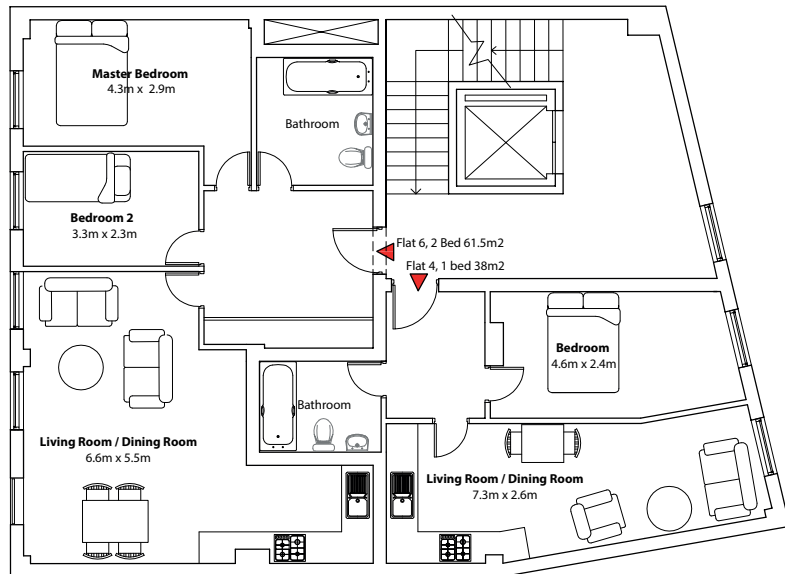 Master Bedroom
4.3m x 2.9m
Bathroom
Bedroom 2
3.3m x 2.3m
Flat 6, 2 Bed 61.5m2
Flat 4, 1 bed 38m2
Bedroom
4.6m x 2.4m
Bathroom
Living Room / Dining Room
6.6m x 5.5m
Living Room / Dining Room
7.3m x 2.6m